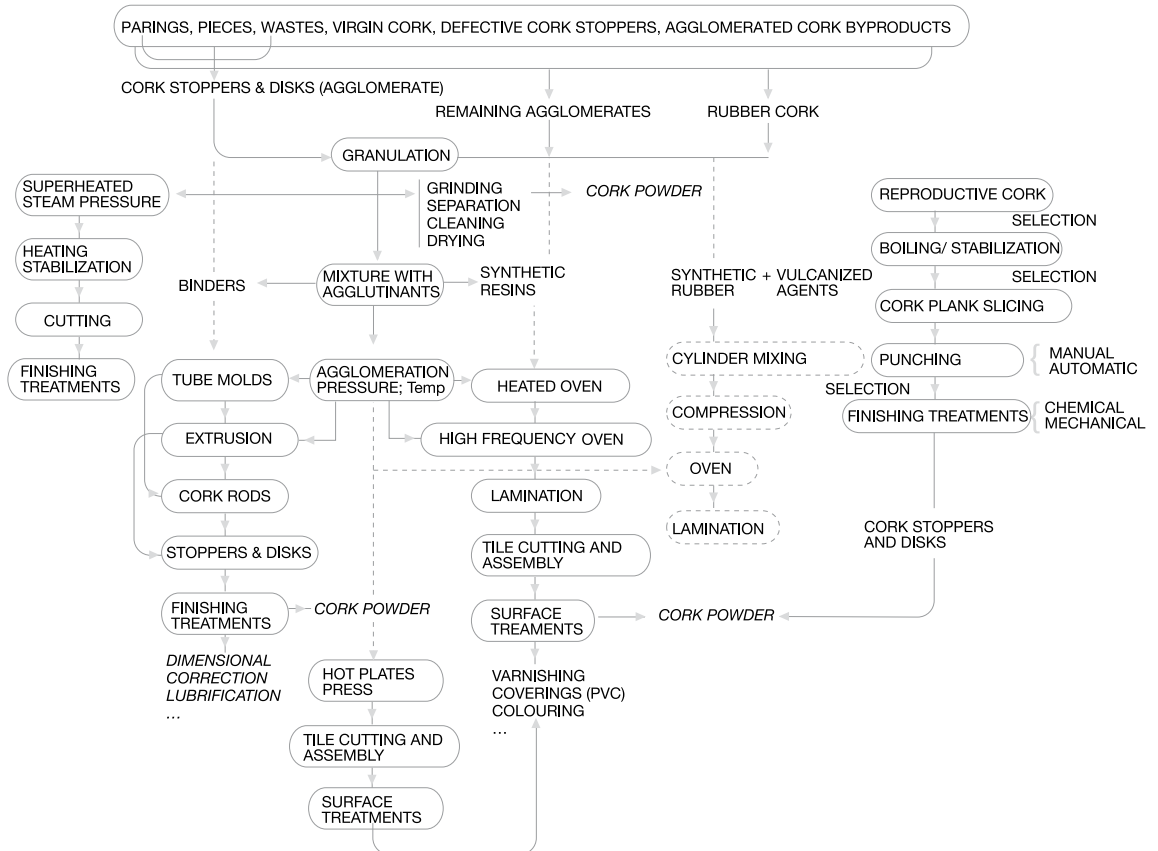 PARINGS, PIECES, WASTES, VIRGIN CORK, DEFECTIVE CORK STOPPERS, AGGLOMERATED CORK BYPRODUCTS
CORK STOPPERS & DISKS (AGGLOMERATE)
REMAINING AGGLOMERATES
RUBBER CORK
GRANULATION
SUPERHEATED
STEAM PRESSURE
GRINDING
SEPARATION
CLEANING
DRYING
CORK POWDER
REPRODUCTIVE CORK
SELECTION
HEATING
STABILIZATION
BOILING/ STABILIZATION
SELECTION
BINDERS
MIXTURE WITH
AGGLUTINANTS
SYNTHETIC
RESINS
SYNTHETIC + VULCANIZED
RUBBER AGENTS
CORK PLANK SLICING
CUTTING
FINISHING
TREATMENTS
TUBE MOLDS
AGGLOMERATION
PRESSURE; Temp
HEATED OVEN
CYLINDER MIXING
PUNCHING
MANUAL
AUTOMATIC
SELECTION
COMPRESSION
FINISHING TREATMENTS
CHEMICAL
MECHANICAL
EXTRUSION
HIGH FREQUENCY OVEN
OVEN
CORK RODS
LAMINATION
LAMINATION
CORK STOPPERS
AND DISKS
STOPPERS & DISKS
TILE CUTTING AND
ASSEMBLY
FINISHING
TREATMENTS
CORK POWDER
SURFACE
TREAMENTS
CORK POWDER
DIMENSIONAL
CORRECTION
LUBRIFICATION
...
HOT PLATES
PRESS
VARNISHING
COVERINGS (PVC)
COLOURING
...
TILE CUTTING AND
ASSEMBLY
SURFACE
TREATMENTS